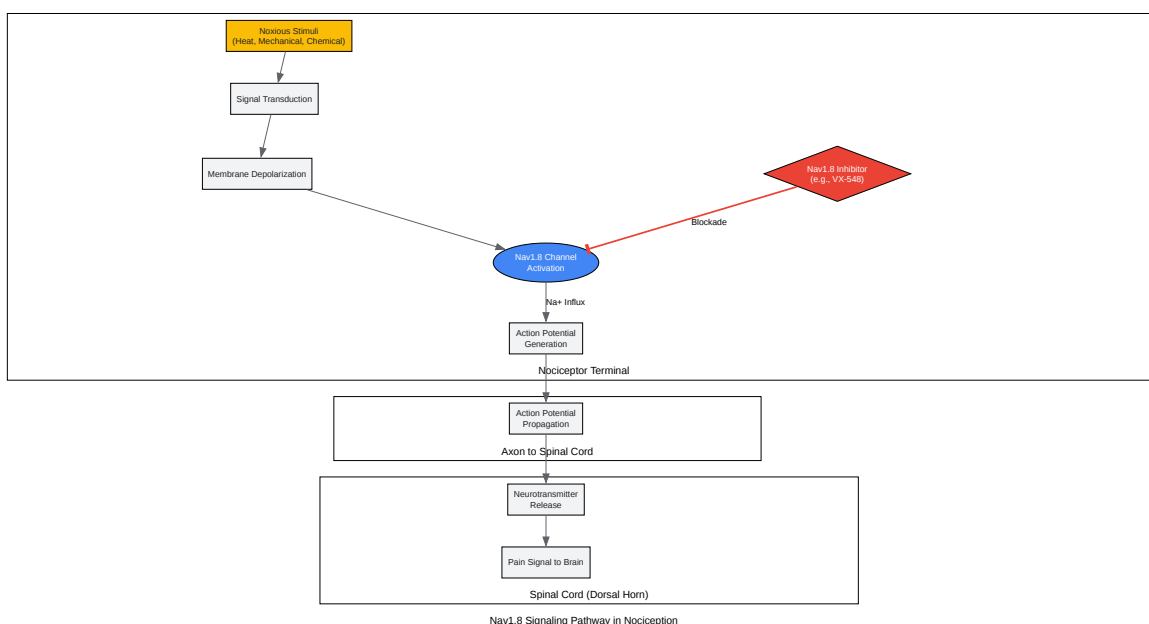 Noxious Stimuli
(Heat, Mechanical, Chemical)
Signal Transduction
Membrane Depolarization
Nav1.8 Inhibitor
(e.g., VX-548)
Blockade
Nav1.8 Channel
Activation
Na+ Influx
Action Potential
Generation
Nociceptor Terminal
Action Potential
Propagation
Axon to Spinal Cord
Neurotransmitter
Release
Pain Signal to Brain
Spinal Cord (Dorsal Horn)
Nav1.8 Signaling Pathway in Nociception